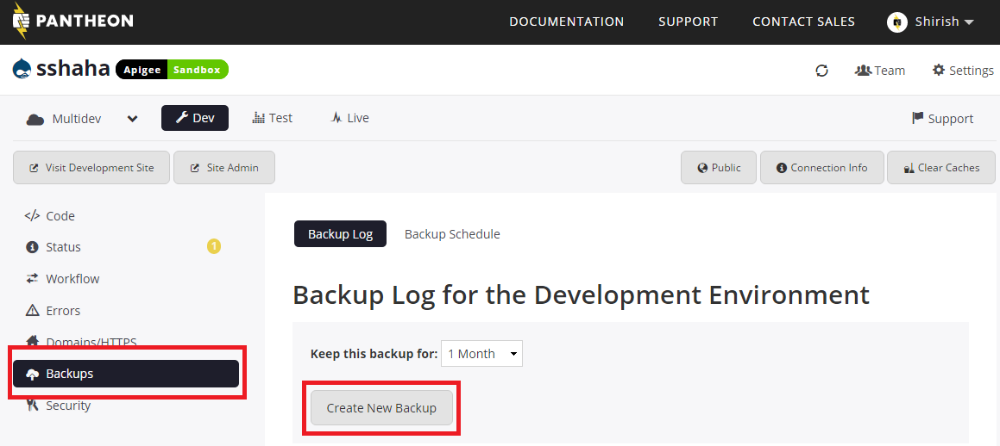 PANTHEON DOCUMENTATION SUPPORT CONTACT SALES Shirish
sshaha Apigee Sandbox Team Settings
Multidev Dev Test Live Support
Visit Development Site Site Admin Public Connection Info Clear Caches
Code
Status 1
Workflow
Errors
Domains/HTTPS
Backups
Security
Backup Log Backup Schedule
Backup Log for the Development Environment
Keep this backup for: 1 Month
Create New Backup